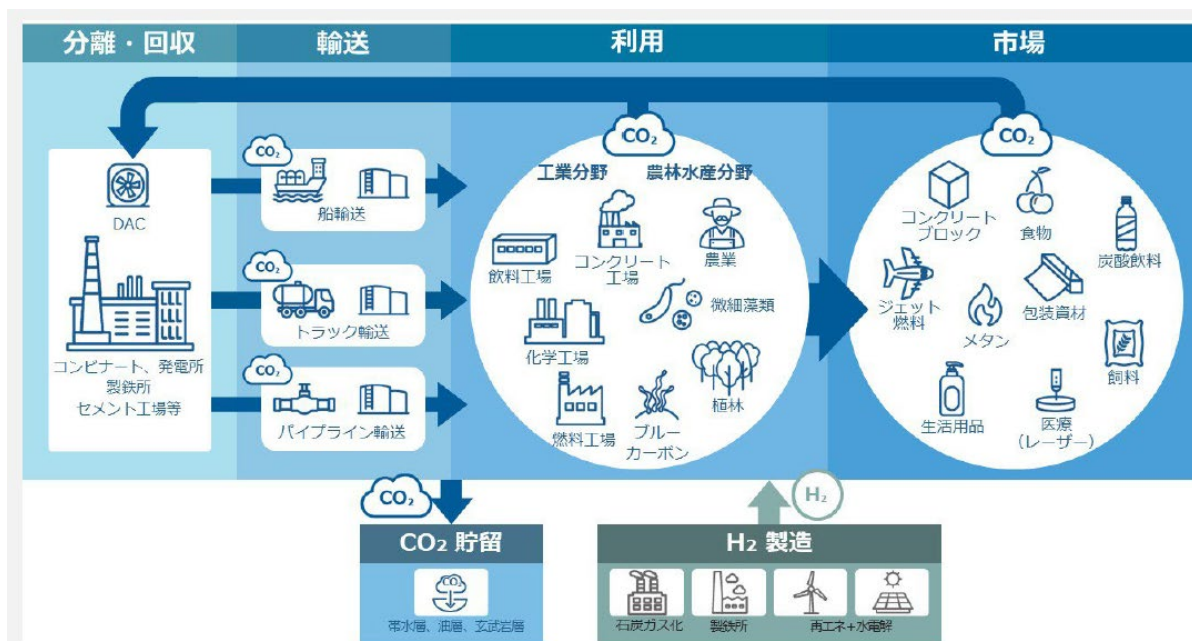 分離・回収
輸送
利用
市場
CO₂
CO₂
DAC
コンビナート、発電所
製鉄所
セメント工場等
CO₂
船輸送
CO₂
トラック輸送
CO₂
パイプライン輸送
工業分野
農林水産分野
飲料工場
コンクリート
工場
農業
化学工場
微細藻類
燃料工場
ブルー
カーボン
植林
コンクリート
ブロック
食物
炭酸飲料
ジェット
燃料
メタン
包装資材
飼料
生活用品
医療
（レーザー）
CO₂
H₂
CO₂ 貯留
CO₂
帯水層、油層、玄武岩層
H₂ 製造
石炭ガス化
製鉄所
再エネ+水電解